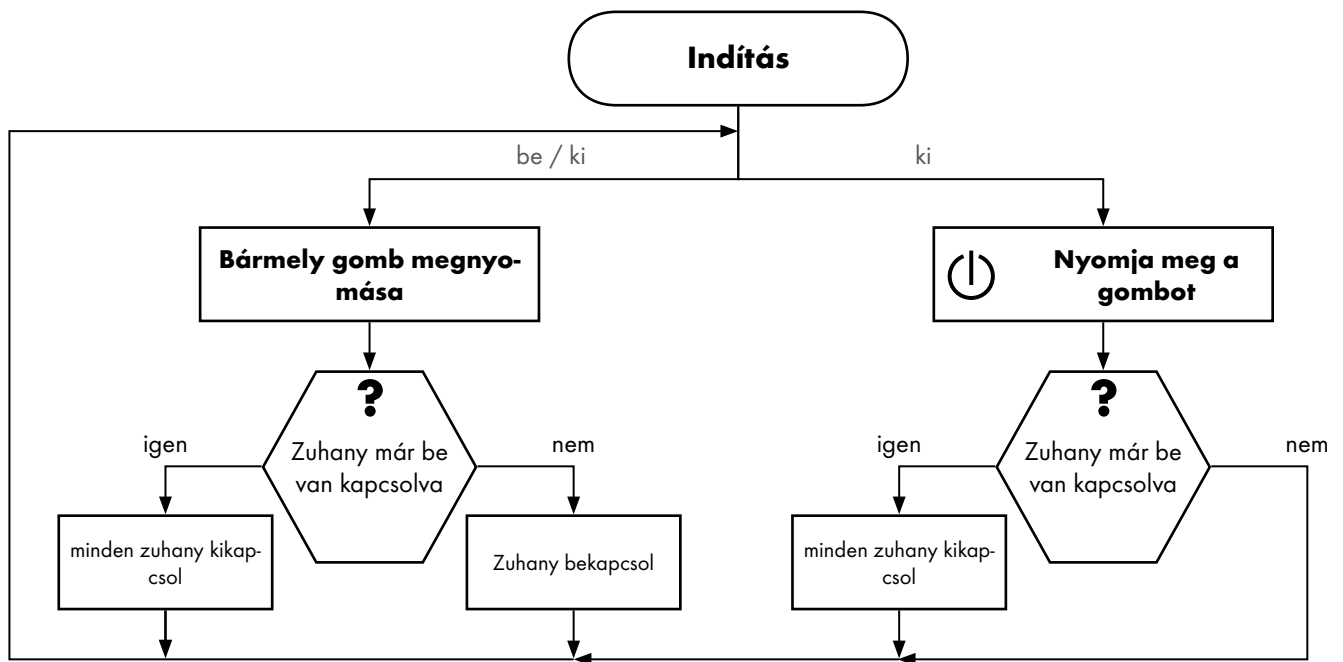 Indítás
be / ki
ki
Bármely gomb megnyo-
mása
Nyomja meg a
gombot
?
Zuhany már be
van kapcsolva
igen
nem
minden zuhany kikap-
csol
Zuhany bekapcsol
?
Zuhany már be
van kapcsolva
igen
nem
minden zuhany kikap-
csol